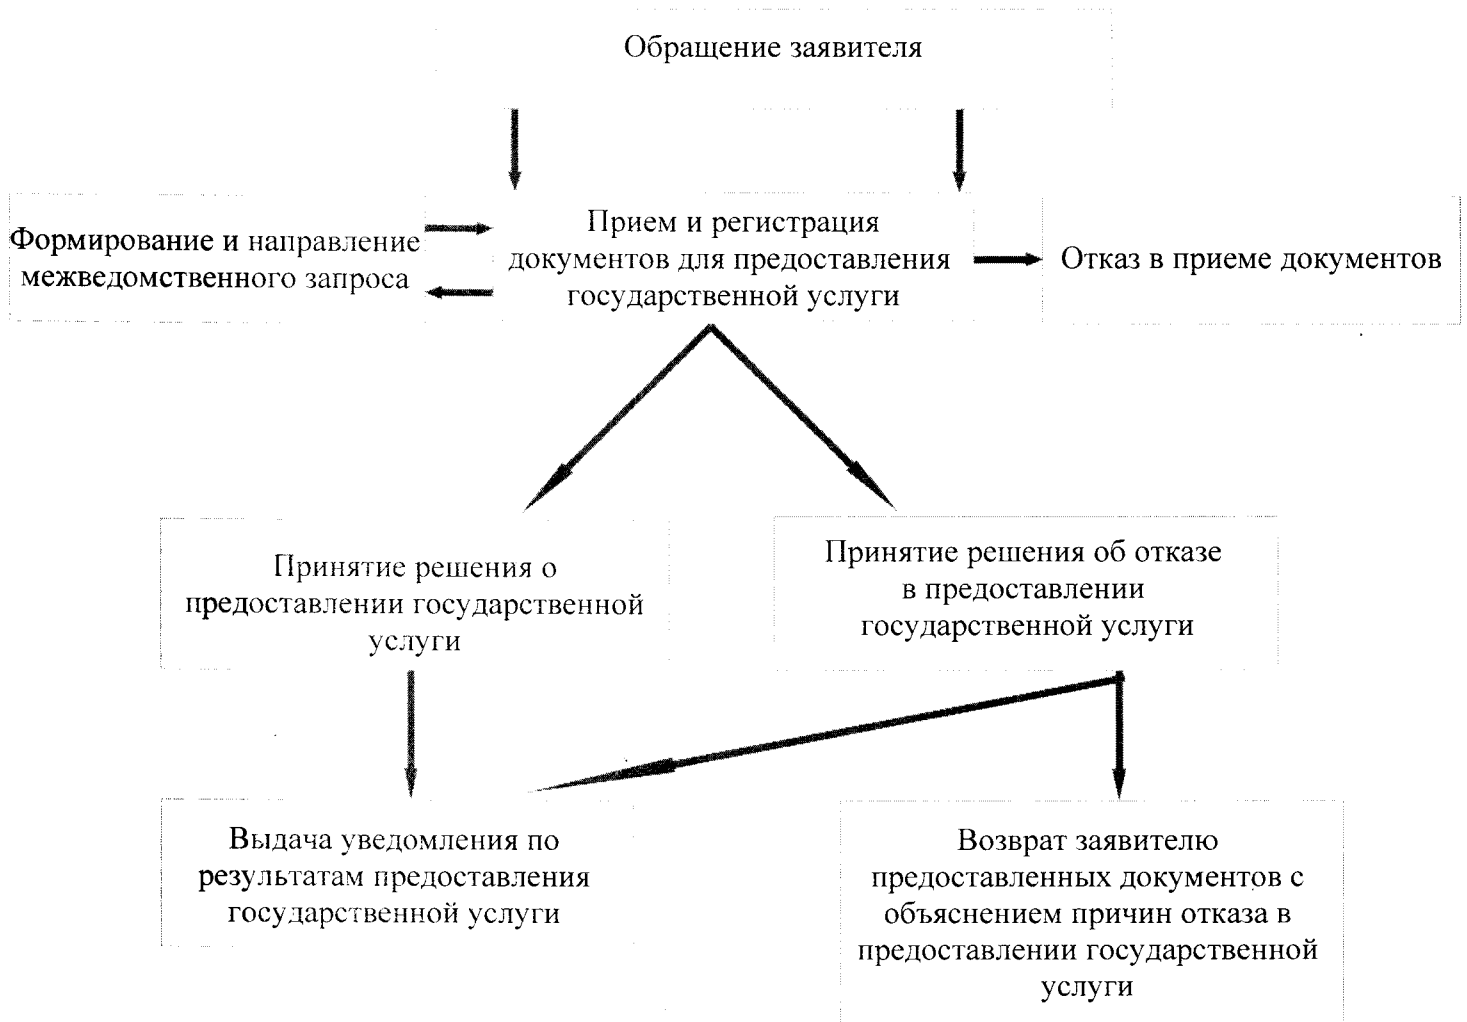 Обращение заявителя
Формирование и направление
межведомственного запроса
Прием и регистрация
документов для предоставления
государственной услуги
Отказ в приеме документов
Принятие решения о
предоставлении государственной
услуги
Принятие решения об отказе
в предоставлении
государственной услуги
Выдача уведомления по
результатам предоставления
государственной услуги
Возврат заявителю
предоставленных документов с
объяснением причин отказа в
предоставлении государственной
услуги